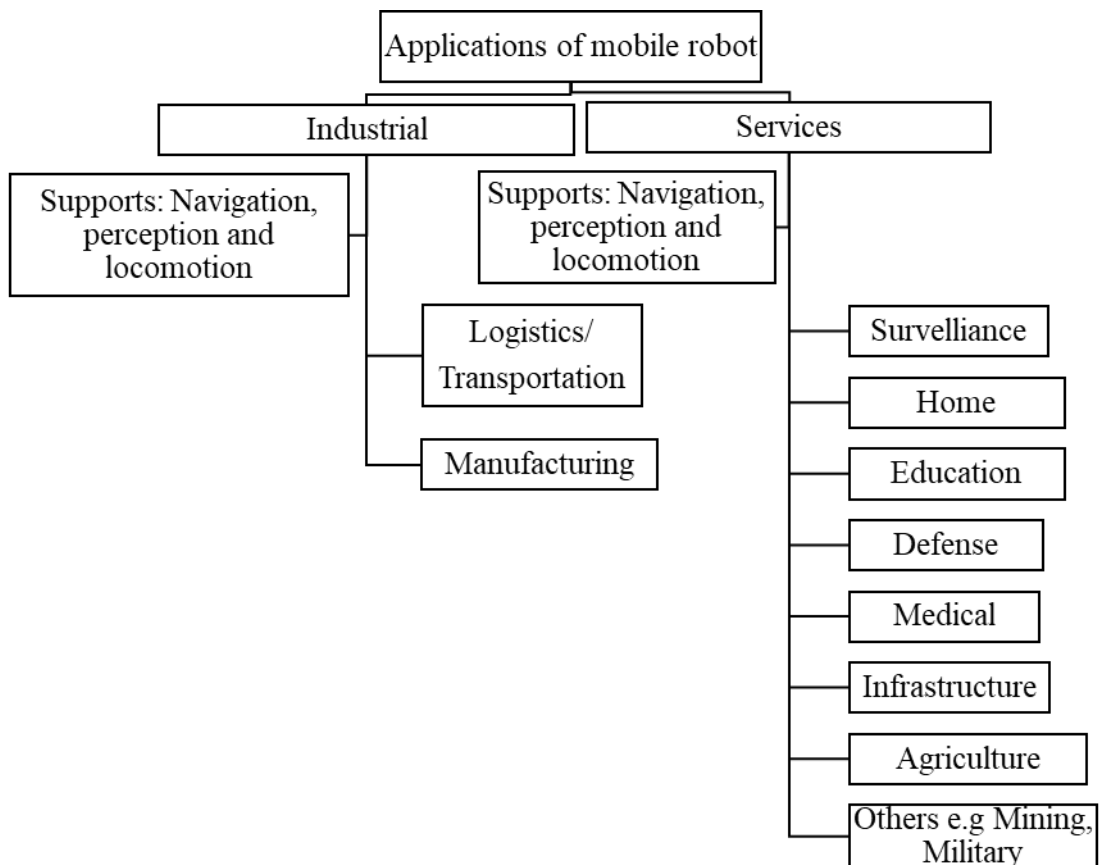 Applications of mobile robot
Industrial
Services
Supports: Navigation,
perception and
locomotion
Supports: Navigation,
perception and
locomotion
Logistics/
Transportation
Manufacturing
Survelliance
Home
Education
Defense
Medical
Infrastructure
Agriculture
Others e.g Mining,
Military